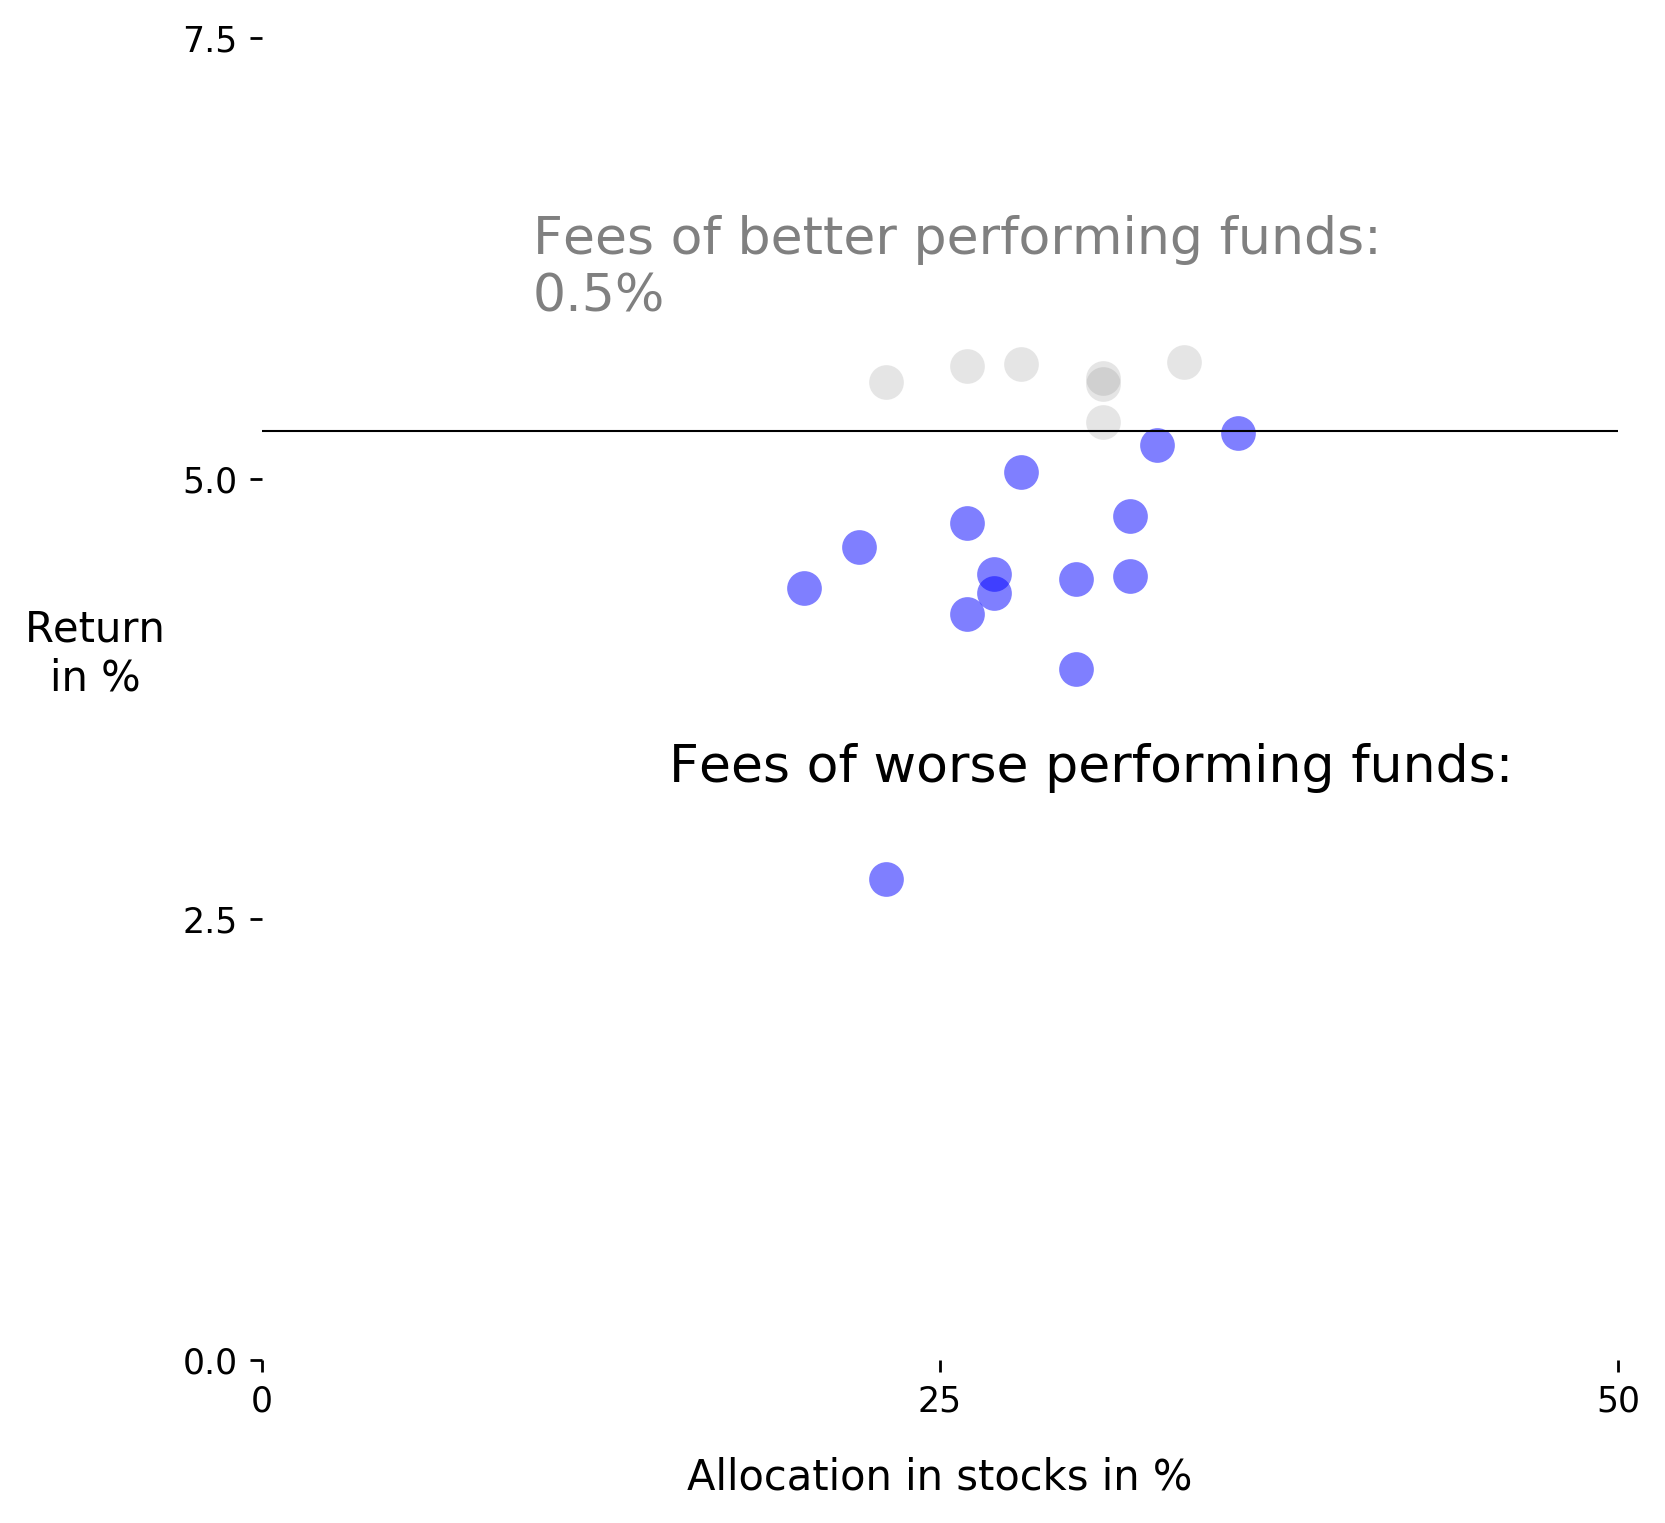 7.5
Fees of better performing funds:
0.5%
5.0
Return
in %
Fees of worse performing funds:
2.5
0.0
0
25
50
Allocation in stocks in %